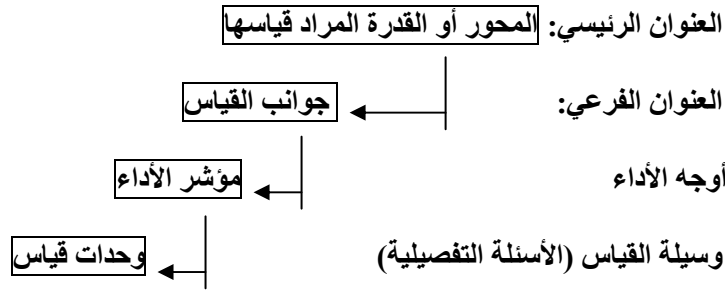 العنوان الرئيسي: المحور أو القدرة المراد قياسها
العنوان الفرعي: جوانب القياس
أوجه الأداء مؤشر الأداء
وسيلة القياس (الأسئلة التفصيلية) وحدات قياس